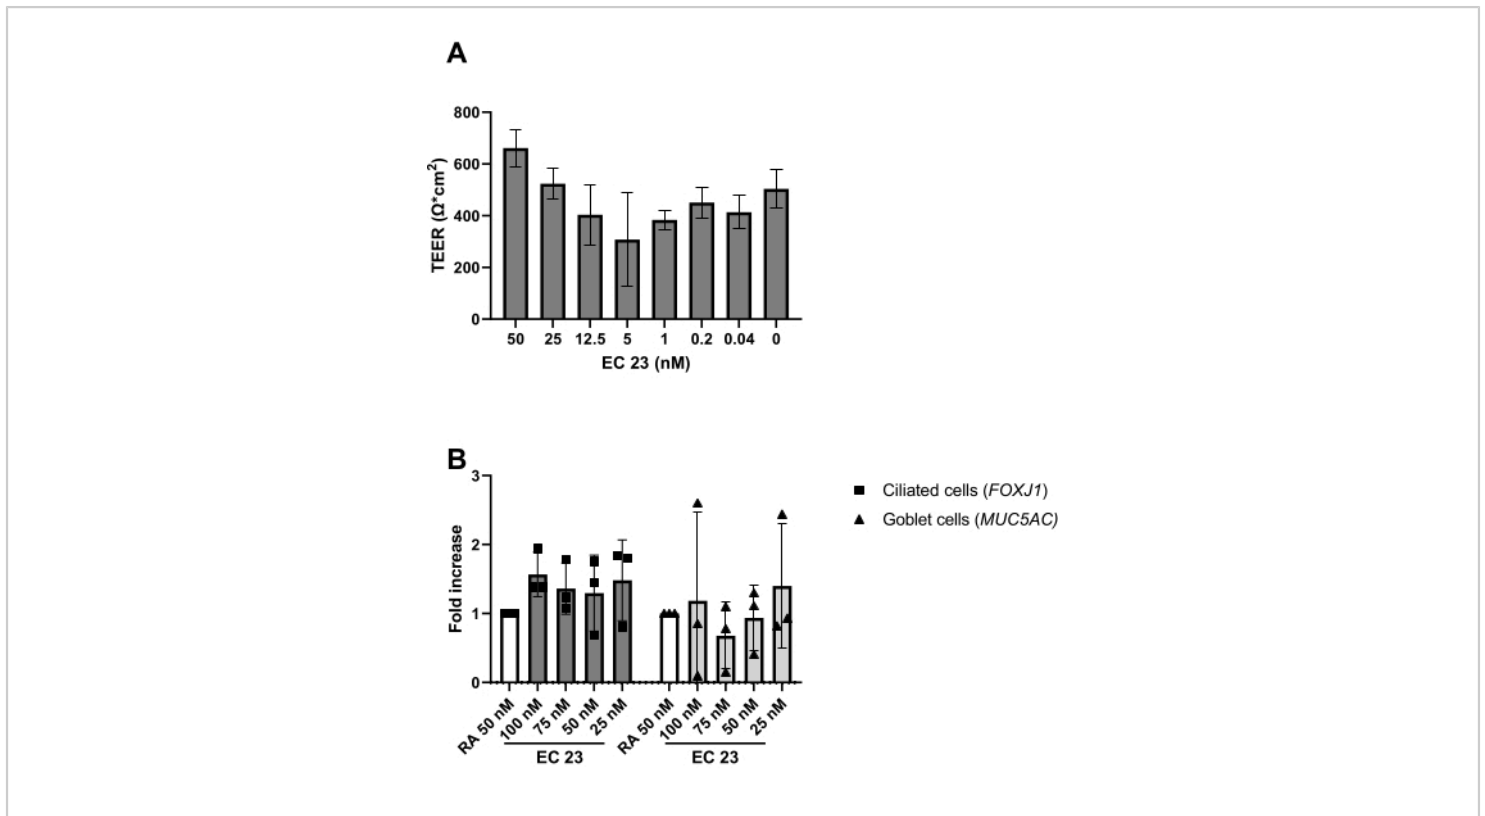 A
800
600
400
200
0
TEER (Ω*cm2)
50 25 12.5 5 1 0.2 0.04 0
EC 23 (nM)
B
3
2
1
0
Fold increase
Ciliated cells (FOXJ1)
Goblet cells (MUC5AC)
RA 50 nM 100 nM 75 nM 50 nM 25 nM RA 50 nM 100 nM 75 nM 50 nM 25 nM
EC 23 EC 23